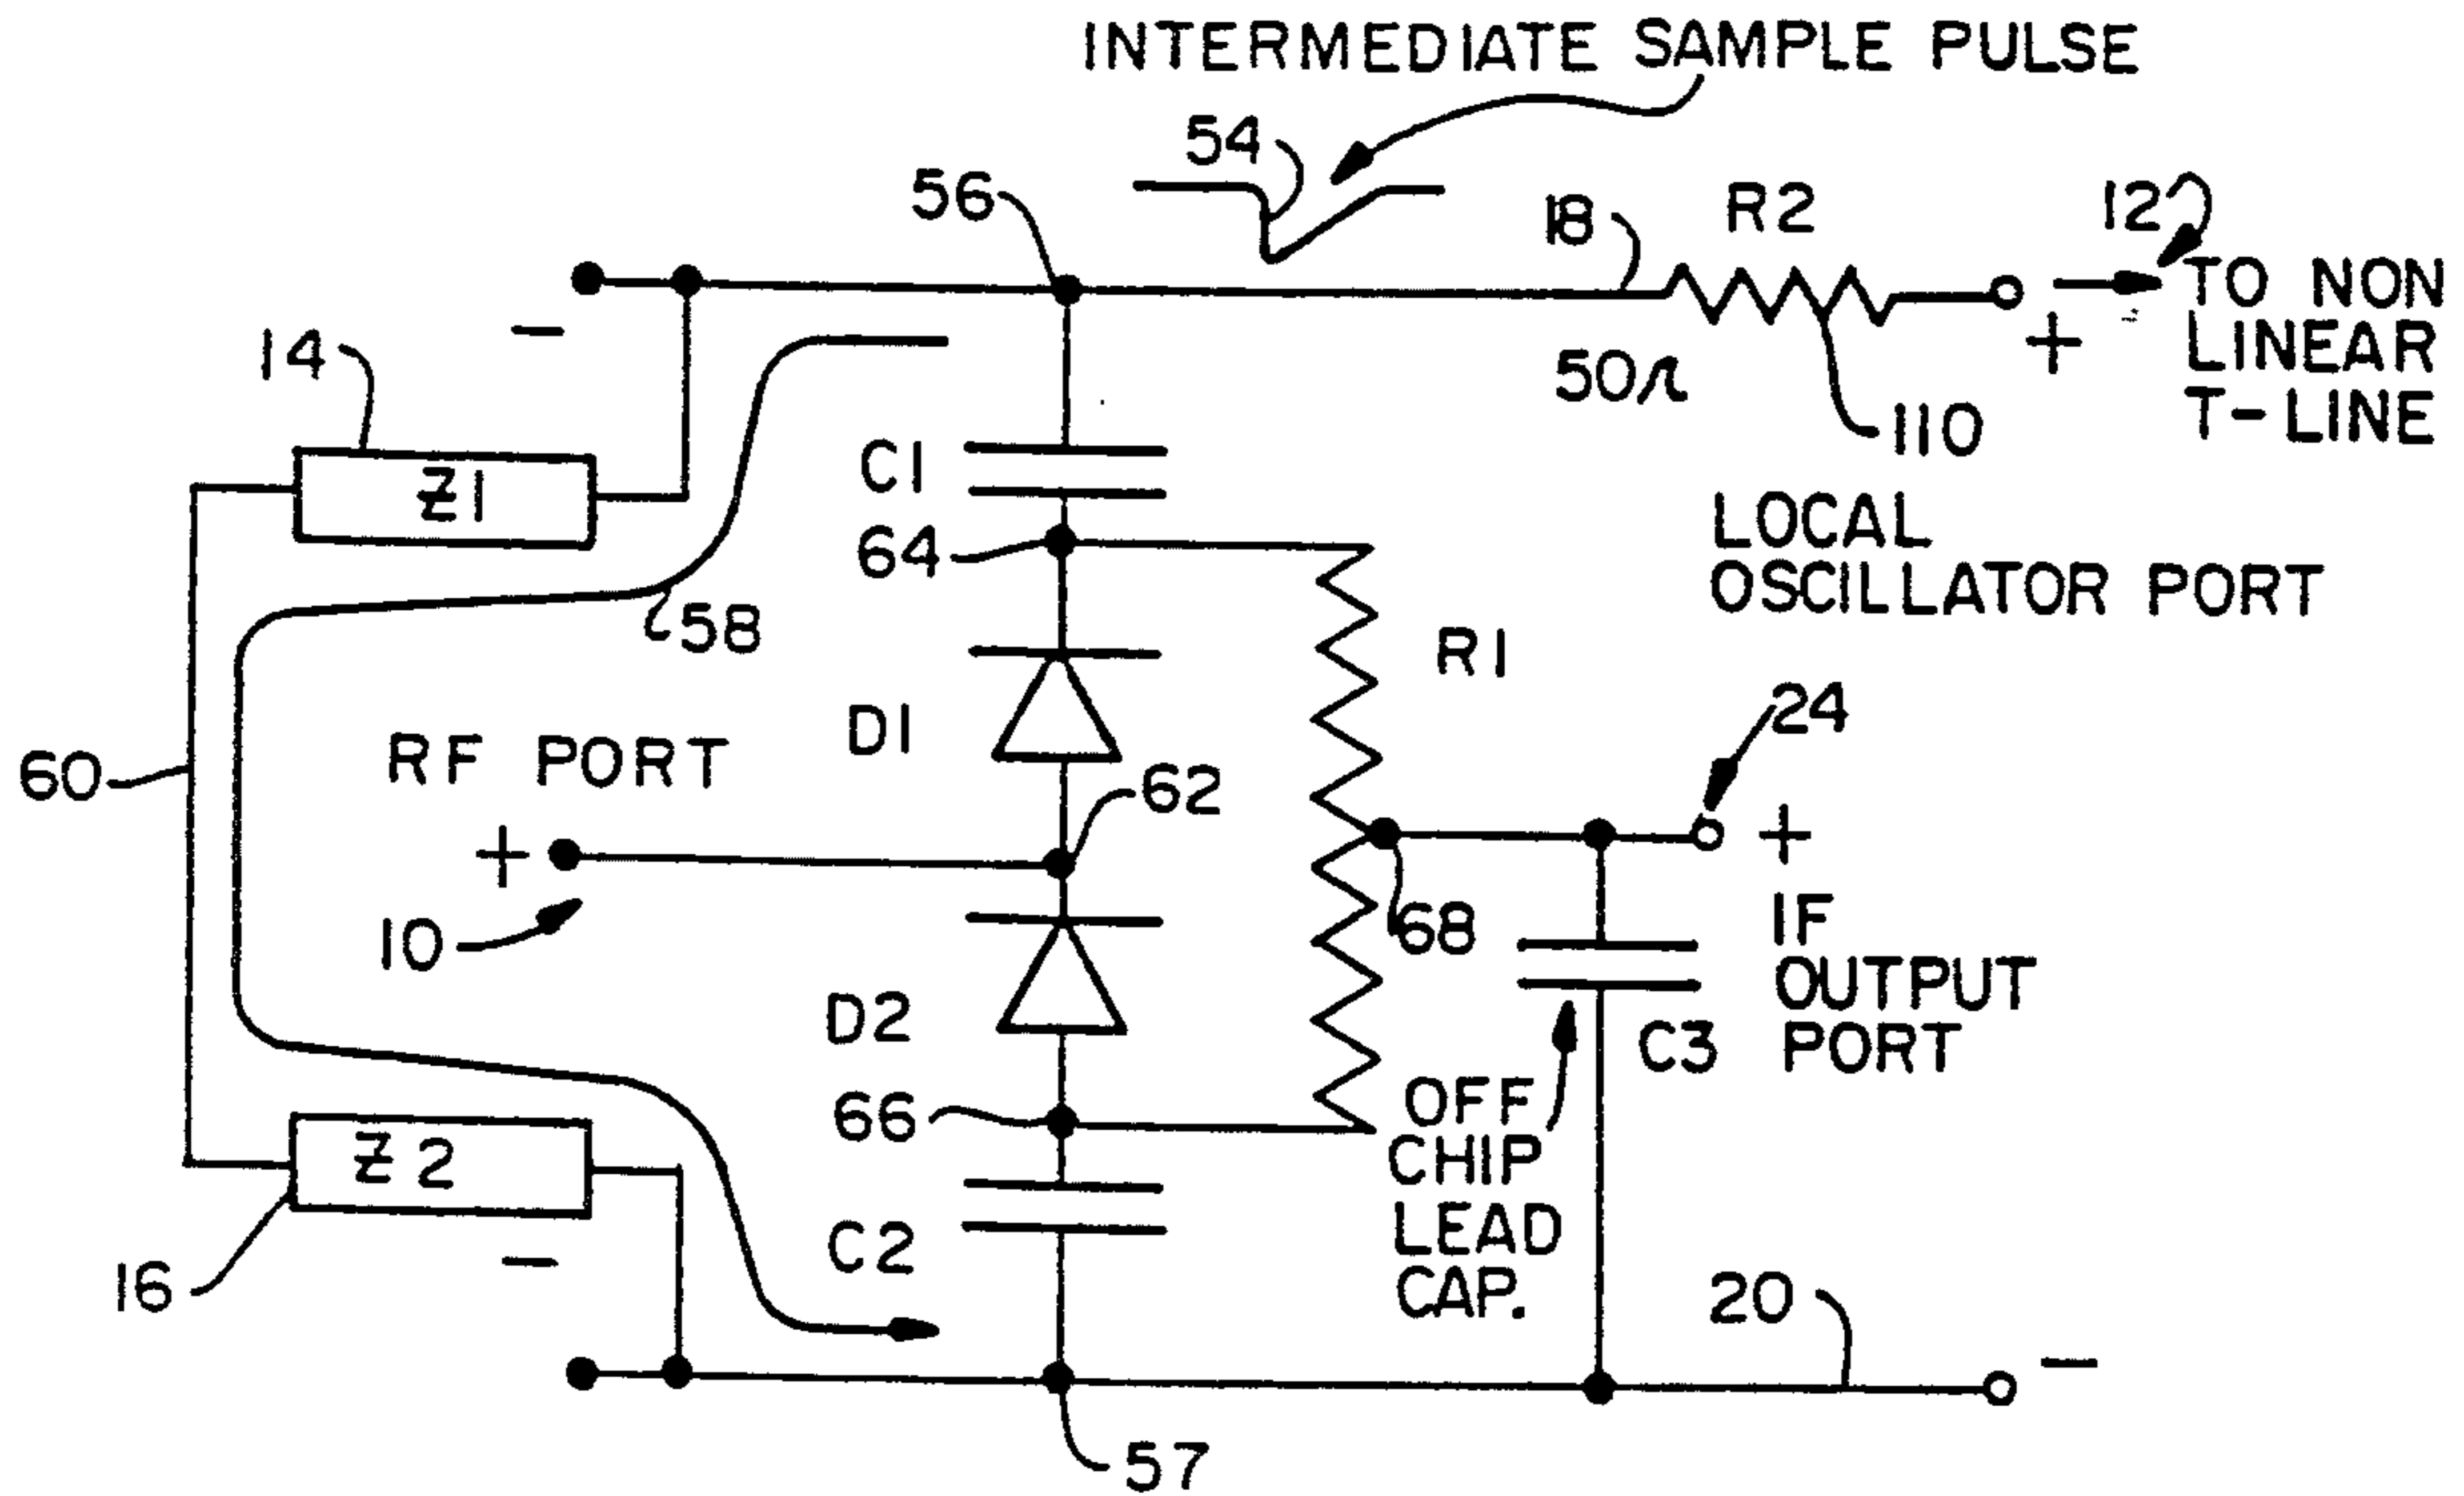 INTERMEDIATE SAMPLE PULSE
54
56
18
R2
12
TO NON
LINEAR
T-LINE
−
+
14
50Ω
110
Z1
C1
64
LOCAL
OSCILLATOR PORT
58
R1
D1
24
RF PORT
60
62
+
+
10
68
IF
OUTPUT
PORT
D2
C3
OFF
CHIP
LEAD
CAP.
66
Z2
C2
−
16
20
−
57